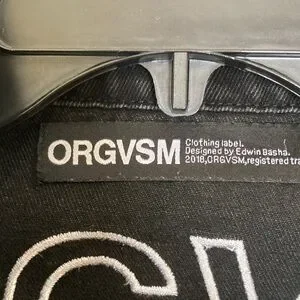 ORGVSM
Clothing label.
Designed by Edwin Basha.
2018,ORGVSM,registered tra